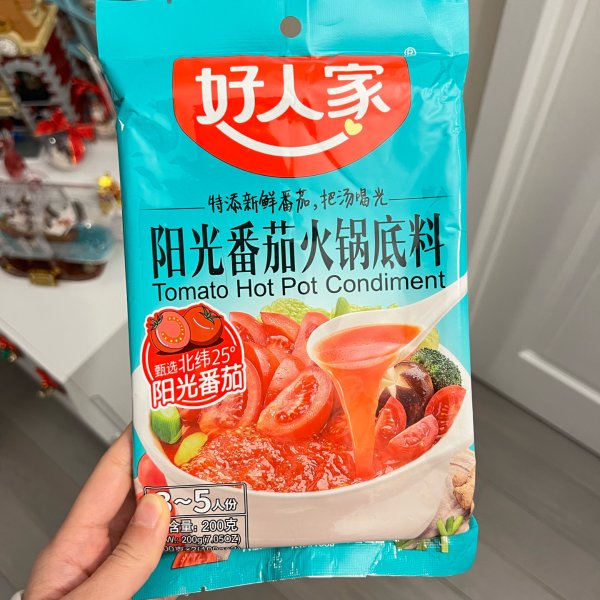 好人家
®
特添新鲜番茄,把汤喝光
阳光番茄火锅底料
Tomato Hot Pot Condiment
甄选北纬25°
阳光番茄
3~5人份
含量: 200克
200g(7.05OZ)